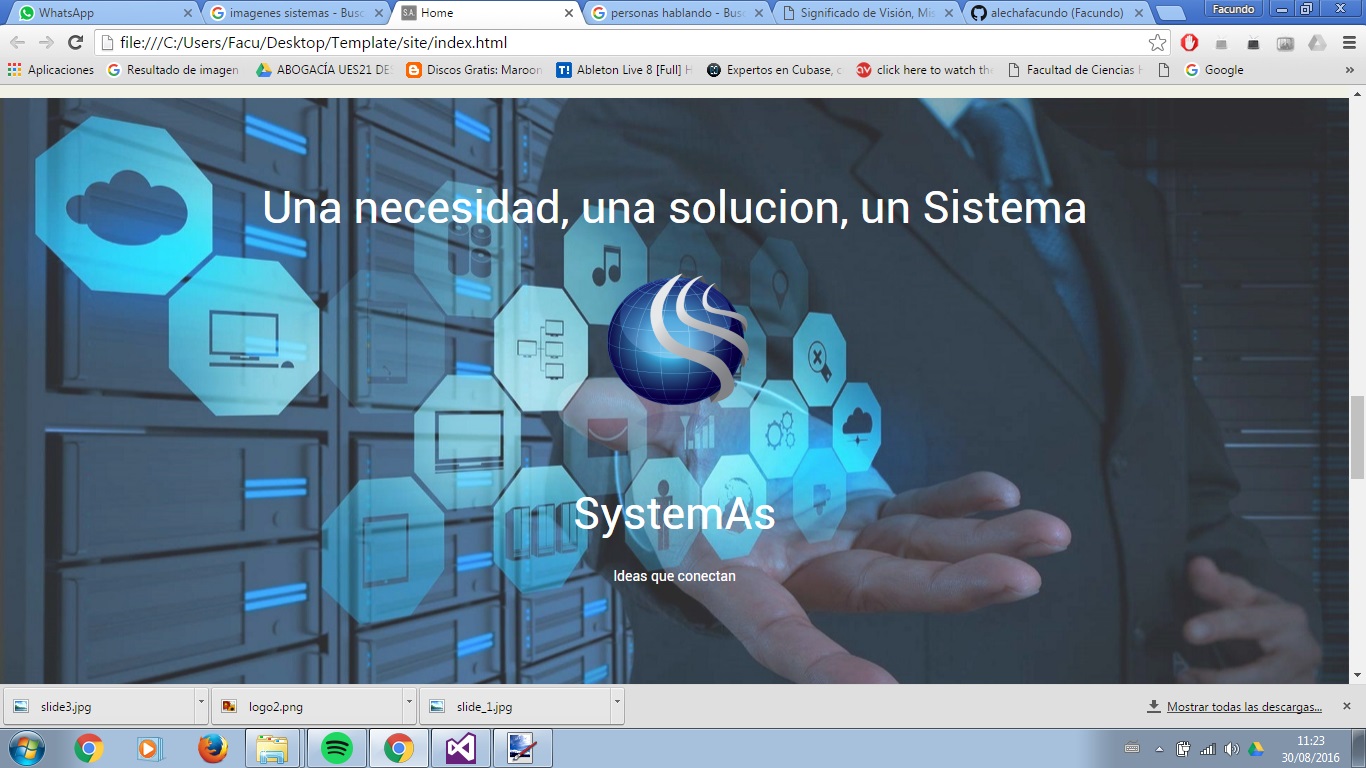 WhatsApp
imagenes sistemas - Busc
S.A. Home
personas hablando - Busc
Significado de Visión, Mis
alechafacundo (Facundo)
Facundo
file:///C:/Users/Facu/Desktop/Template/site/index.html
Aplicaciones
Resultado de imagen
ABOGACÍA UES21 DE
Discos Gratis: Maroon
T! Ableton Live 8 [Full] H
Expertos en Cubase, c
av click here to watch the
Facultad de Ciencias H
Google
»
Una necesidad, una solucion, un Sistema
SystemAs
Ideas que conectan
slide3.jpg
logo2.png
slide_1.jpg
Mostrar todas las descargas...
11:23
30/08/2016